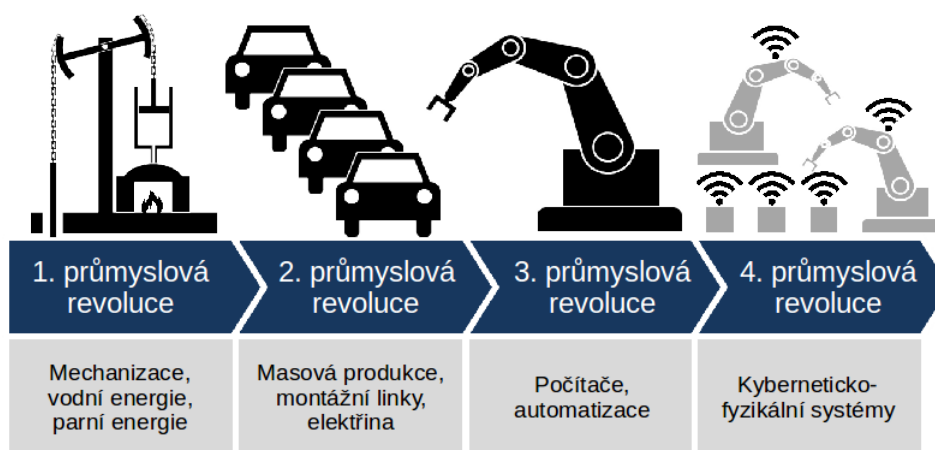 1. průmyslová
revoluce
2. průmyslová
revoluce
3. průmyslová
revoluce
4. průmyslová
revoluce
Mechanizace,
vodní energie,
parní energie
Masová produkce,
montážní linky,
elektřina
Počítače,
automatizace
Kyberneticko-
fyzikální systémy